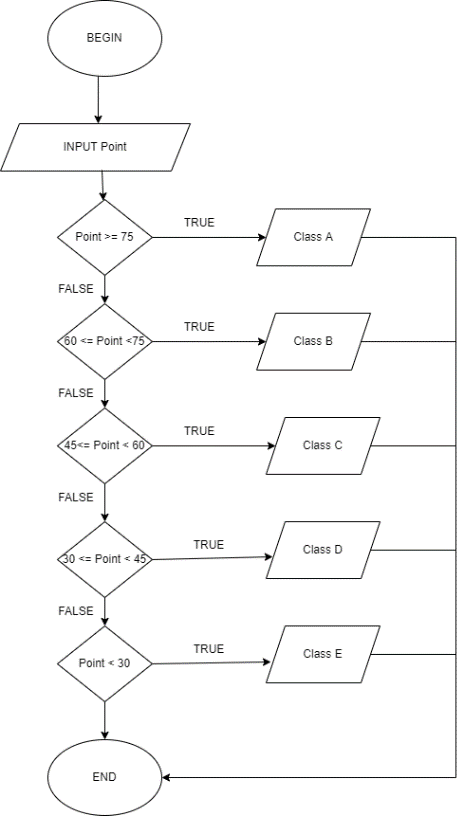 BEGIN
INPUT Point
Point >= 75
TRUE
Class A
FALSE
60 <= Point <75
TRUE
Class B
FALSE
45<= Point < 60
TRUE
Class C
FALSE
30 <= Point < 45
TRUE
Class D
FALSE
Point < 30
TRUE
Class E
END